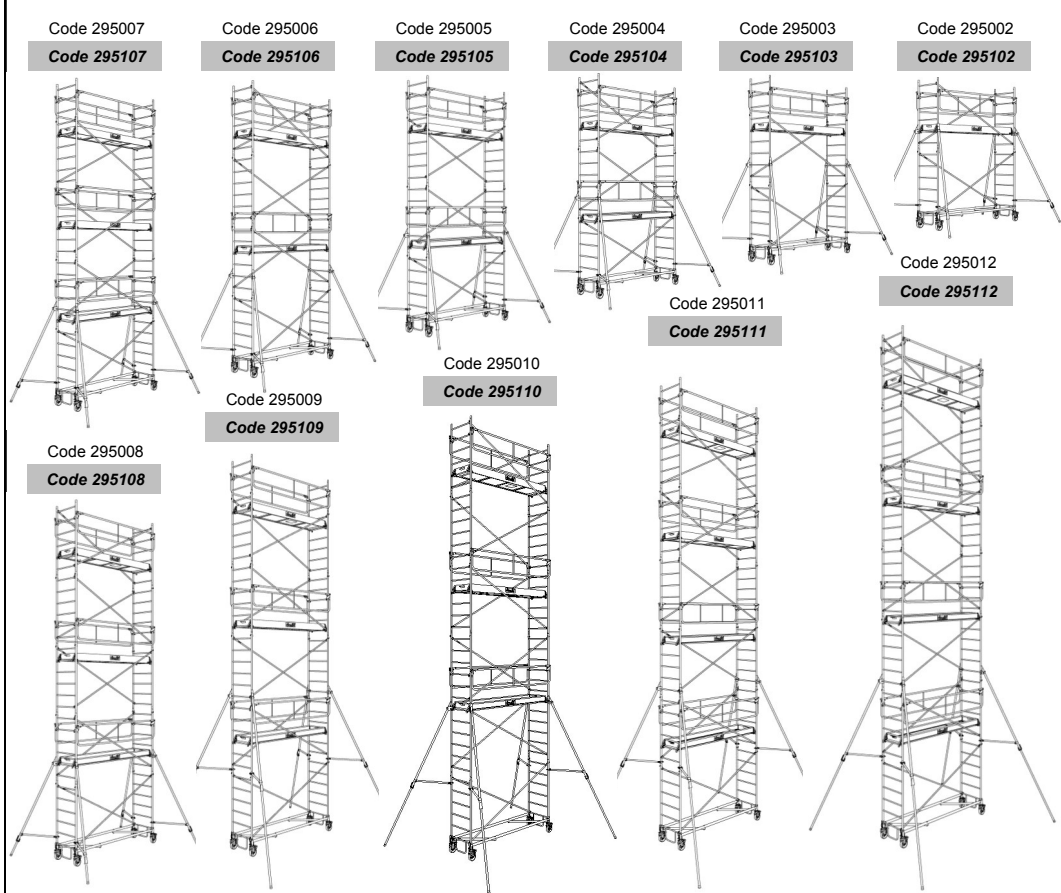 Code 295007
Code 295107
Code 295006
Code 295106
Code 295005
Code 295105
Code 295004
Code 295104
Code 295003
Code 295103
Code 295002
Code 295102
Code 295012
Code 295112
Code 295011
Code 295111
Code 295010
Code 295110
Code 295009
Code 295109
Code 295008
Code 295108